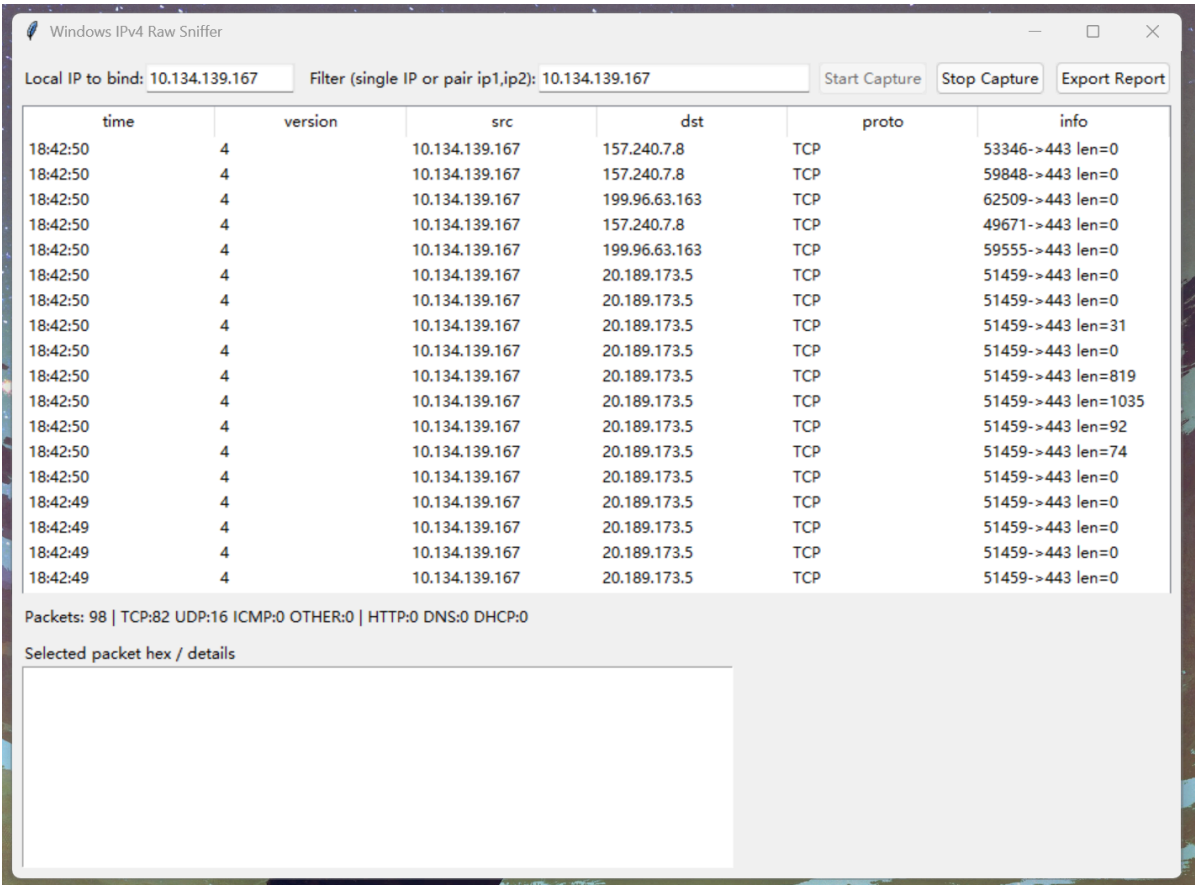 Windows IPv4 Raw Sniffer
Local IP to bind: 10.134.139.167 Filter (single IP or pair ip1,ip2): 10.134.139.167 Start Capture Stop Capture Export Report
time version src dst proto info
18:42:50 4 10.134.139.167 157.240.7.8 TCP 53346->443 len=0
18:42:50 4 10.134.139.167 157.240.7.8 TCP 59848->443 len=0
18:42:50 4 10.134.139.167 199.96.63.163 TCP 62509->443 len=0
18:42:50 4 10.134.139.167 157.240.7.8 TCP 49671->443 len=0
18:42:50 4 10.134.139.167 199.96.63.163 TCP 59555->443 len=0
18:42:50 4 10.134.139.167 20.189.173.5 TCP 51459->443 len=0
18:42:50 4 10.134.139.167 20.189.173.5 TCP 51459->443 len=0
18:42:50 4 10.134.139.167 20.189.173.5 TCP 51459->443 len=31
18:42:50 4 10.134.139.167 20.189.173.5 TCP 51459->443 len=0
18:42:50 4 10.134.139.167 20.189.173.5 TCP 51459->443 len=819
18:42:50 4 10.134.139.167 20.189.173.5 TCP 51459->443 len=1035
18:42:50 4 10.134.139.167 20.189.173.5 TCP 51459->443 len=92
18:42:50 4 10.134.139.167 20.189.173.5 TCP 51459->443 len=74
18:42:50 4 10.134.139.167 20.189.173.5 TCP 51459->443 len=0
18:42:49 4 10.134.139.167 20.189.173.5 TCP 51459->443 len=0
18:42:49 4 10.134.139.167 20.189.173.5 TCP 51459->443 len=0
18:42:49 4 10.134.139.167 20.189.173.5 TCP 51459->443 len=0
18:42:49 4 10.134.139.167 20.189.173.5 TCP 51459->443 len=0
Packets: 98 | TCP:82 UDP:16 ICMP:0 OTHER:0 | HTTP:0 DNS:0 DHCP:0
Selected packet hex / details